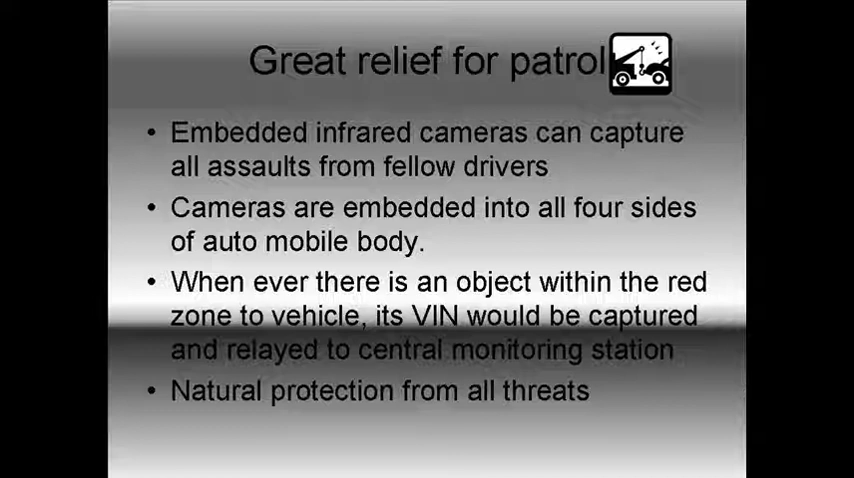 Great relief for patrol
• Embedded infrared cameras can capture
all assaults from fellow drivers
• Cameras are embedded into all four sides
of auto mobile body.
• When ever there is an object within the red
zone to vehicle, its VIN would be captured
and relayed to central monitoring station
• Natural protection from all threats